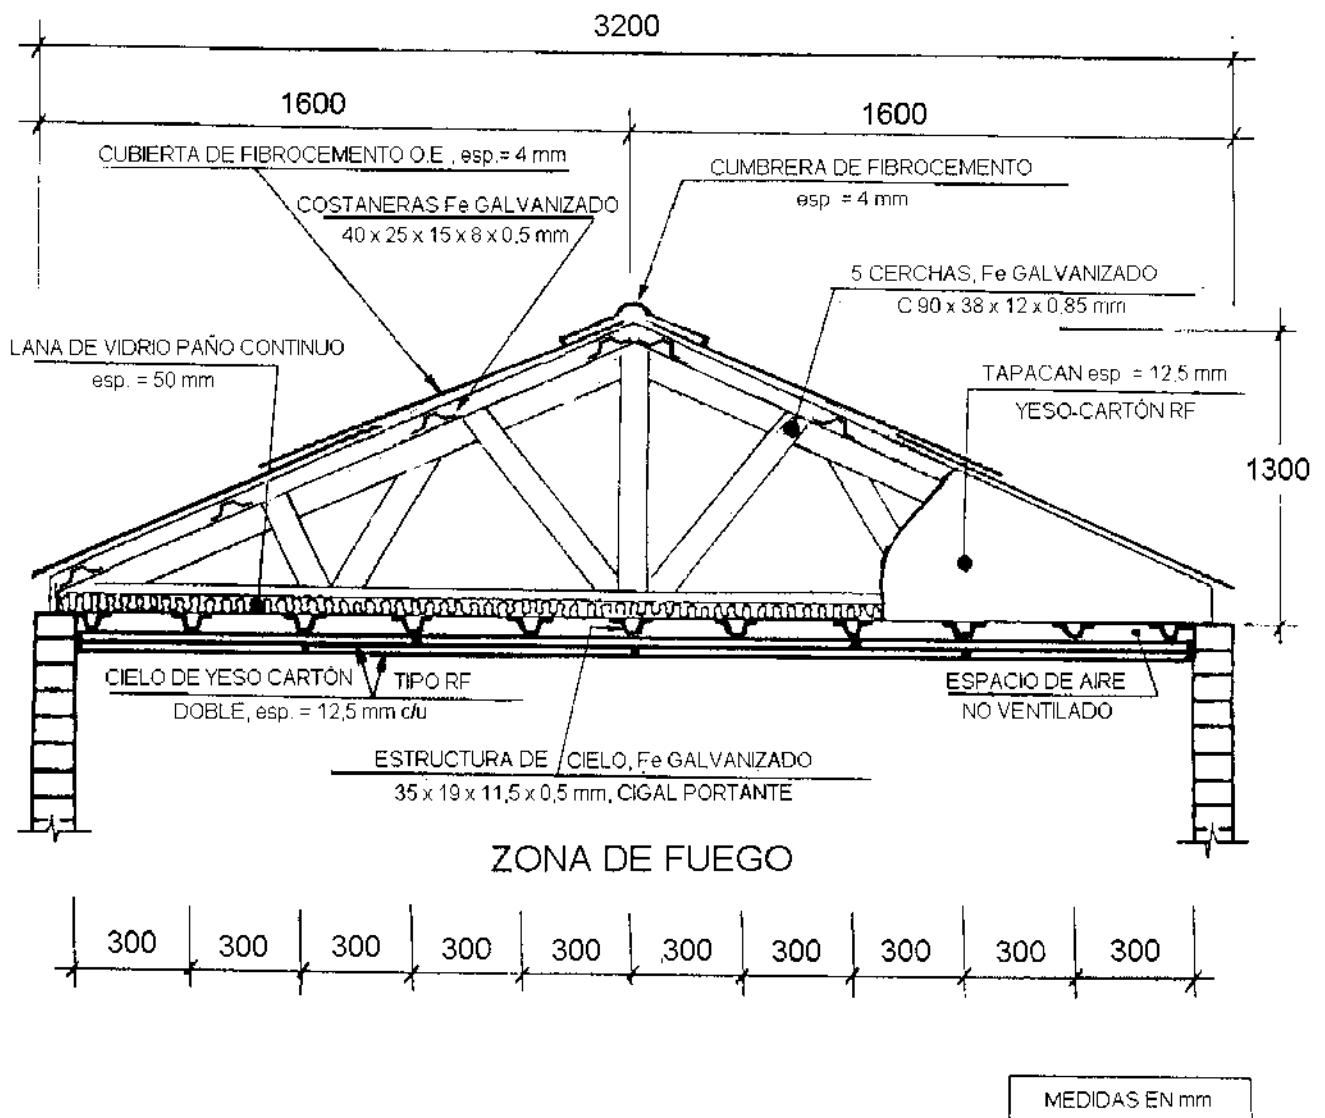 3200
1600
1600
CUBIERTA DE FIBROCEMENTO O.E , esp.= 4 mm
CUMBRERA DE FIBROCEMENTO
esp = 4 mm
COSTANERAS Fe GALVANIZADO
40 x 25 x 15 x 8 x 0,5 mm
5 CERCHAS, Fe GALVANIZADO
C 90 x 38 x 12 x 0,85 mm
LANA DE VIDRIO PAÑO CONTINUO
esp. = 50 mm
TAPACAN esp = 12,5 mm
YESO-CARTÓN RF
1300
CIELO DE YESO CARTÓN TIPO RF
DOBLE, esp. = 12,5 mm c/u
ESPACIO DE AIRE
NO VENTILADO
ESTRUCTURA DE CIELO, Fe GALVANIZADO
35 x 19 x 11,5 x 0,5 mm, CIGAL PORTANTE
ZONA DE FUEGO
300 300 300 300 300 300 300 300 300 300
MEDIDAS EN mm